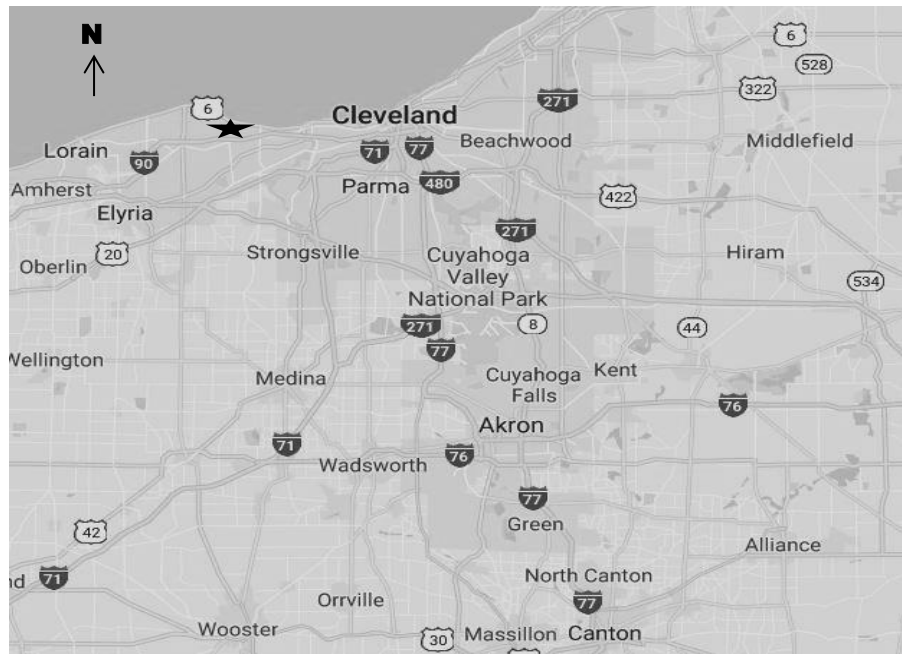 N
6
528
322
6
271
Cleveland
Lorain
90
71
77
Beachwood
Middlefield
Amherst
Parma
480
422
Elyria
20
Oberlin
Strongsville
271
Cuyahoga
Valley
National Park
Hiram
534
271
8
44
77
Wellington
Medina
Cuyahoga
Falls
Kent
76
Akron
71
Wadsworth
76
77
Green
42
Alliance
71
nd
North Canton
Orrville
77
Wooster
30
Massillon
Canton